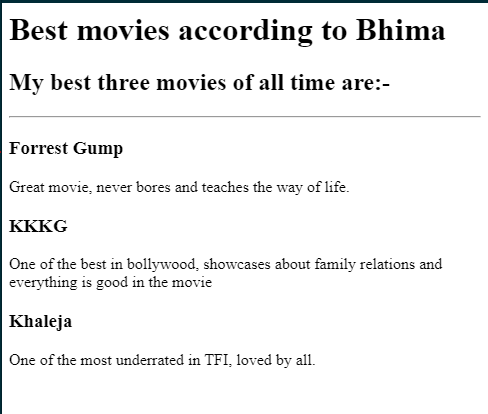 Best movies according to Bhima
My best three movies of all time are:-
Forrest Gump
Great movie, never bores and teaches the way of life.
KKKG
One of the best in bollywood, showcases about family relations and
everything is good in the movie
Khaleja
One of the most underrated in TFI, loved by all.